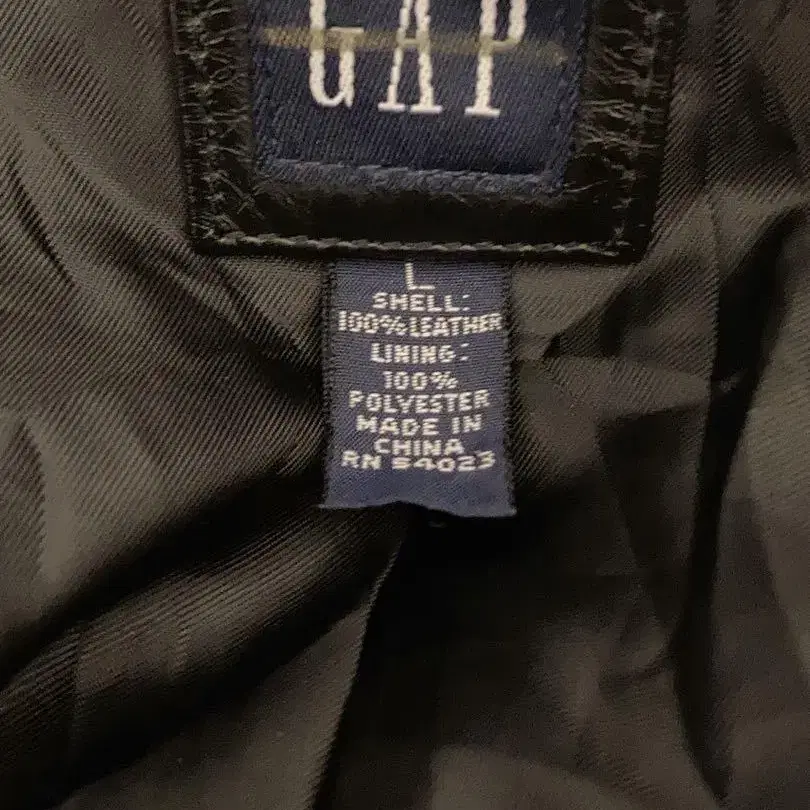 GAP
L
SHELL:
100% LEATHER
LINING:
100%
POLYESTER
MADE IN
CHINA
RN 54023